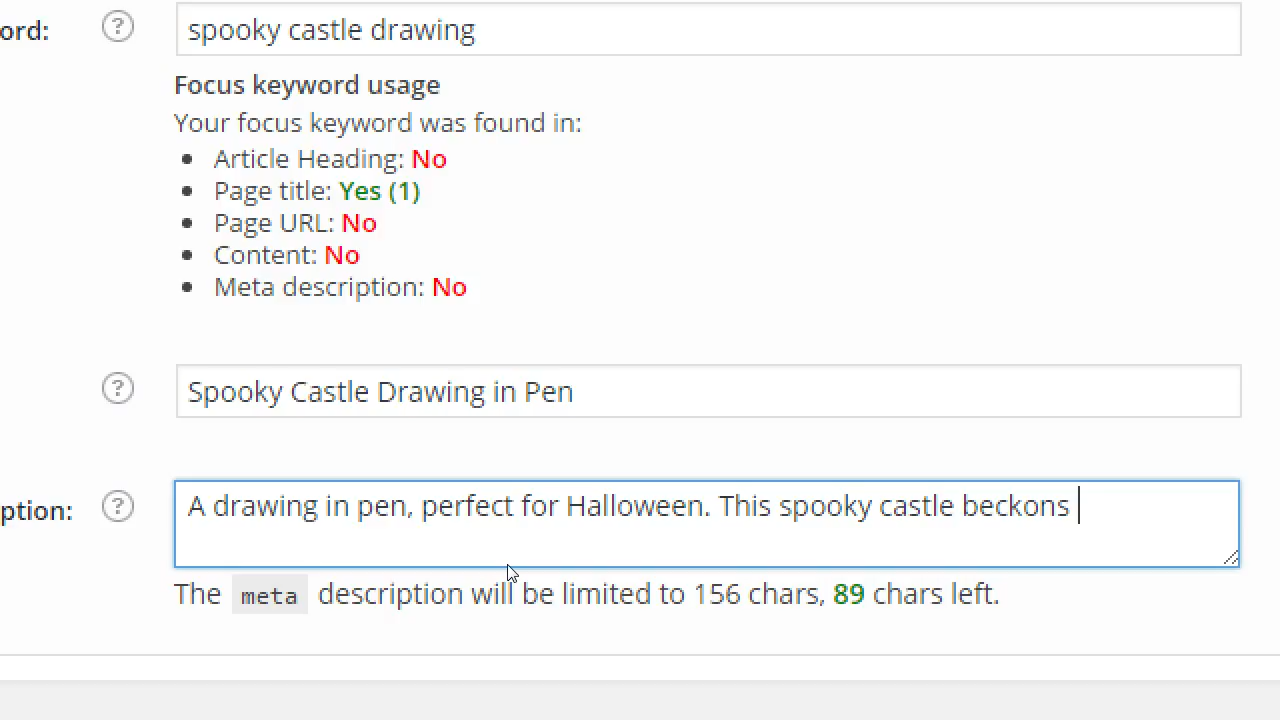 ord: ? spooky castle drawing
Focus keyword usage
Your focus keyword was found in:
• Article Heading: No
• Page title: Yes (1)
• Page URL: No
• Content: No
• Meta description: No
? Spooky Castle Drawing in Pen
ption: ? A drawing in pen, perfect for Halloween. This spooky castle beckons
The meta description will be limited to 156 chars, 89 chars left.